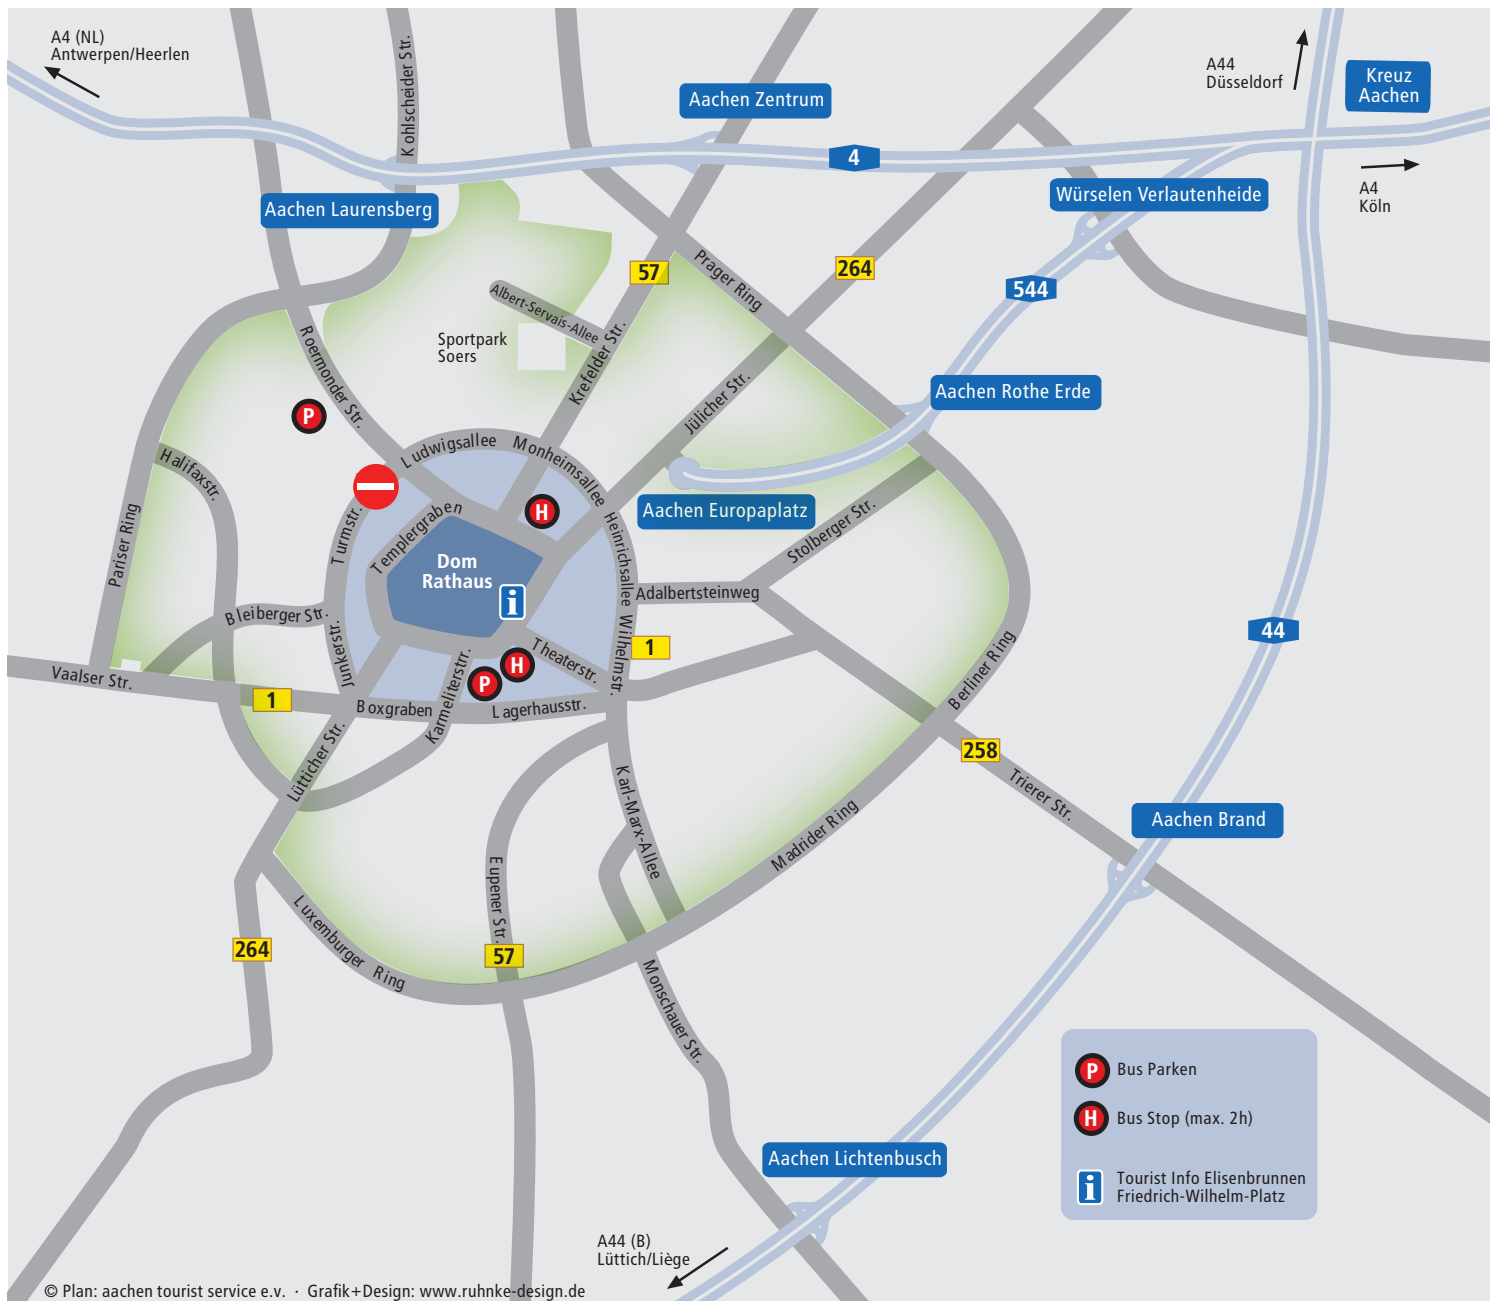 A4 (NL)
Antwerpen/Heerlen
Kohlscheider Str.
Aachen Zentrum
A44
Düsseldorf
Kreuz
Aachen
4
A4
Köln
Aachen Laurensberg
Würselen Verlautenheide
57
Prager Ring
264
544
Albert-Servais-Allee
Sportpark
Soers
Krefelder Str.
Roermonder Str.
Jülicher Str.
Aachen Rothe Erde
P
Ludwigsallee
Monheimsallee
Halifaxstr.
Pariser Ring
Turmstr.
Templergraben
H
Heinrichsallee
Aachen Europaplatz
Stolberger Str.
Dom
Rathaus
i
Adalbertsteinweg
Bleiberger Str.
Junkerstr.
Wilhelmstr.
1
44
Theaterstr.
H
P
Berliner Ring
Vaalser Str.
1
Boxgraben
Karmeliterstrr.
Lagerhausstr.
Lütticher Str.
258
Trierer Str.
Karl-Marx-Allee
Madrider Ring
Aachen Brand
Eupener Str.
Luxemburger Ring
264
57
Monschauer Str.
P
Bus Parken
H
Bus Stop (max. 2h)
i
Tourist Info Elisenbrunnen
Friedrich-Wilhelm-Platz
Aachen Lichtenbusch
A44 (B)
Lüttich/Liège
© Plan: aachen tourist service e.v. · Grafik+Design: www.ruhnke-design.de